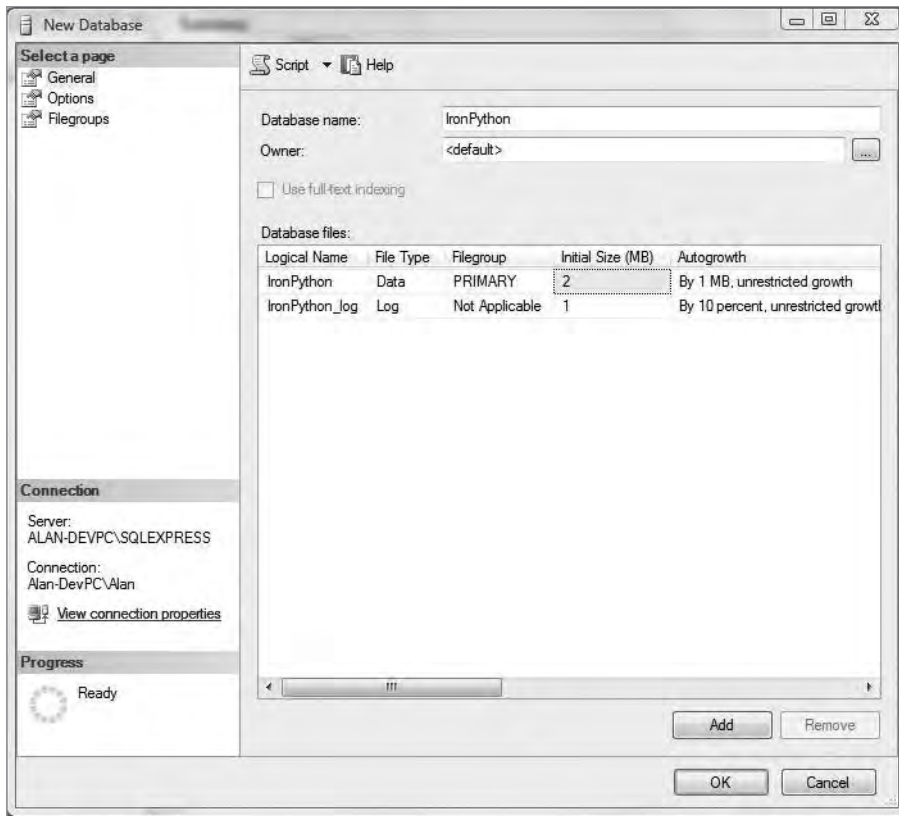 New Database
Select a page
General
Options
Filegroups
Script Help
Database name: IronPython
Owner: <default> ...
Use full-text indexing
Database files:
Logical Name File Type Filegroup Initial Size (MB) Autogrowth
IronPython Data PRIMARY 2 By 1 MB, unrestricted growth
IronPython_log Log Not Applicable 1 By 10 percent, unrestricted growt
Connection
Server:
ALAN-DEVPC\SQLEXPRESS
Connection:
Alan-DevPC\Alan
View connection properties
Progress
Ready
Add Remove
OK Cancel